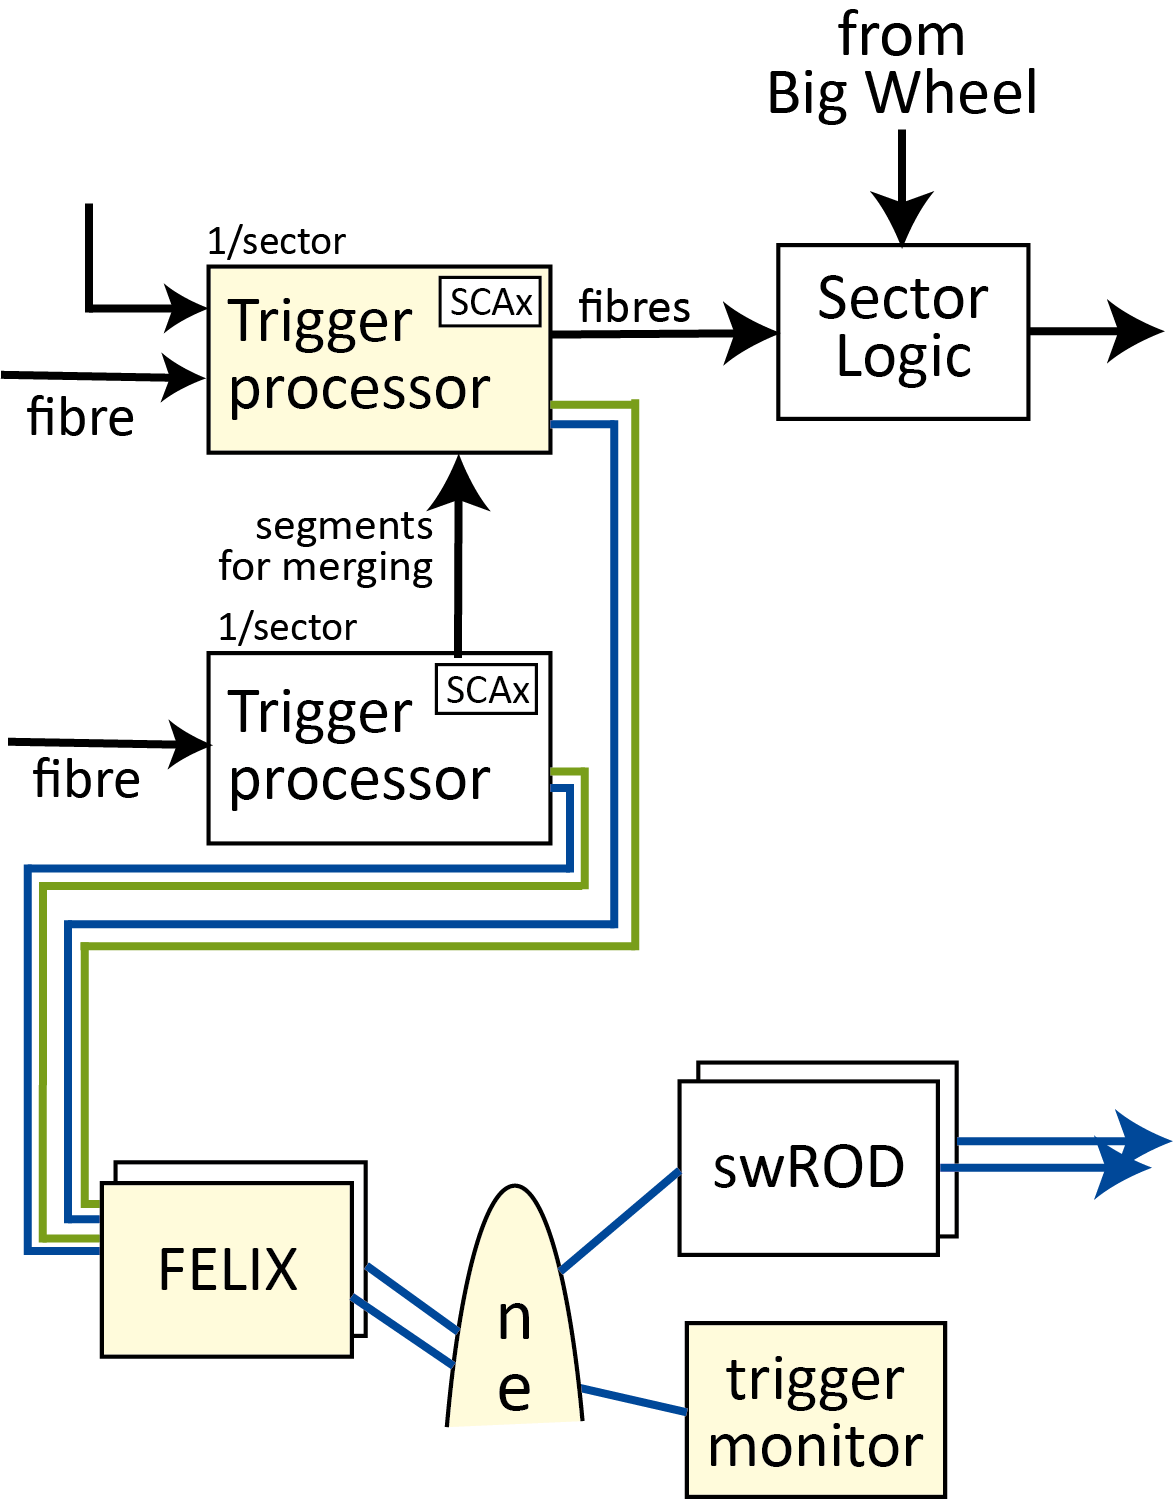 from
Big Wheel
1/sector
SCAx
Trigger
processor
fibres
Sector
Logic
fibre
segments
for merging
1/sector
SCAx
Trigger
processor
fibre
swROD
FELIX
n
e
trigger
monitor